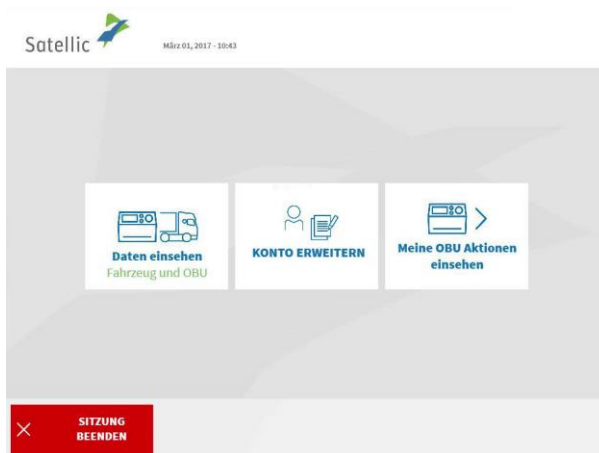 Satellic
März 01, 2017 - 10:43
Daten einsehen
Fahrzeug und OBU
KONTO ERWEITERN
Meine OBU Aktionen
einsehen
SITZUNG
BEENDEN